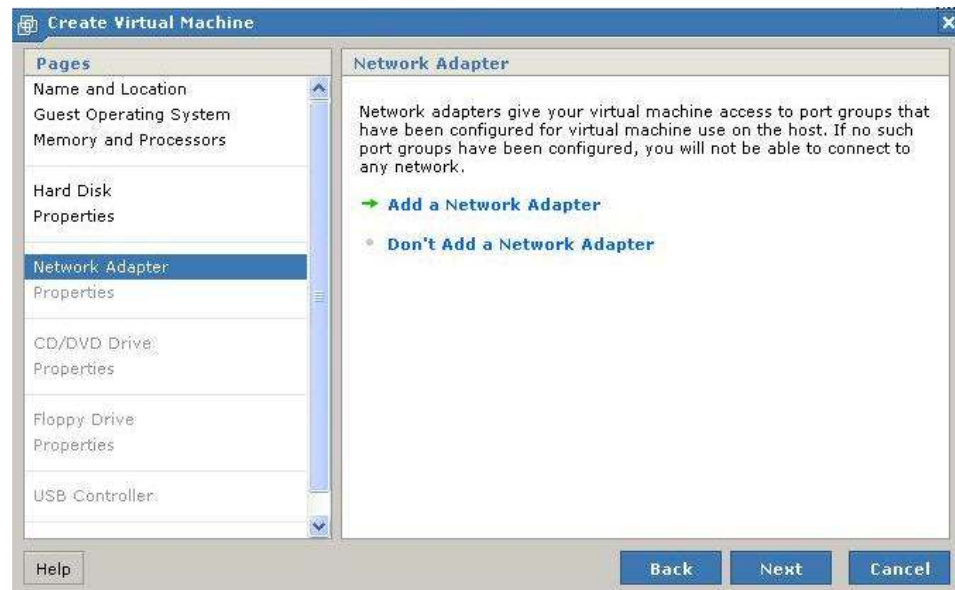 Create Virtual Machine
Pages
Name and Location
Guest Operating System
Memory and Processors
Hard Disk
Properties
Network Adapter
Properties
CD/DVD Drive
Properties
Floppy Drive
Properties
USB Controller
Network Adapter
Network adapters give your virtual machine access to port groups that
have been configured for virtual machine use on the host. If no such
port groups have been configured, you will not be able to connect to
any network.
Add a Network Adapter
Don't Add a Network Adapter
Help
Back
Next
Cancel